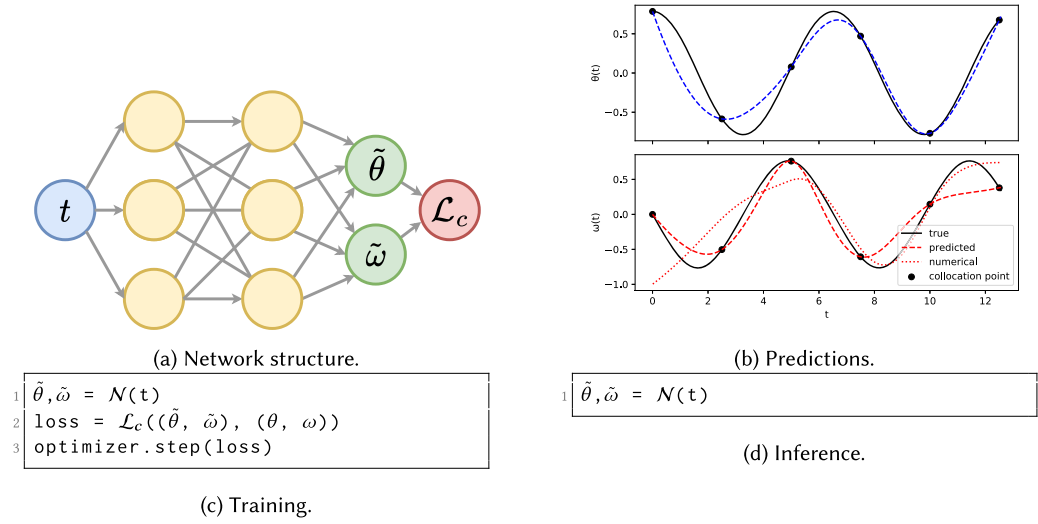 t
θ̃
ω̃
ℒc
(a) Network structure.
θ(t)
0.5
0.0
−0.5
ω(t)
0.5
0.0
−0.5
−1.0
true
predicted
numerical
collocation point
0 2 4 6 8 10 12
t
(b) Predictions.
1 θ̃,ω̃ = 𝒩(t)
2 loss = ℒc((θ̃, ω̃), (θ, ω))
3 optimizer.step(loss)
(c) Training.
1 θ̃,ω̃ = 𝒩(t)
(d) Inference.